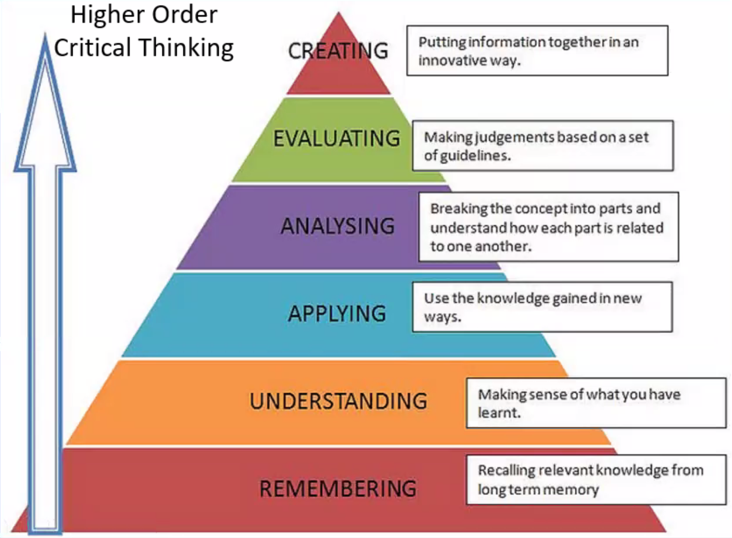 Higher Order
Critical Thinking
CREATING
Putting information together in an
innovative way.
EVALUATING
Making judgements based on a set
of guidelines.
ANALYSING
Breaking the concept into parts and
understand how each part is related
to one another.
APPLYING
Use the knowledge gained in new
ways.
UNDERSTANDING
Making sense of what you have
learnt.
REMEMBERING
Recalling relevant knowledge from
long term memory